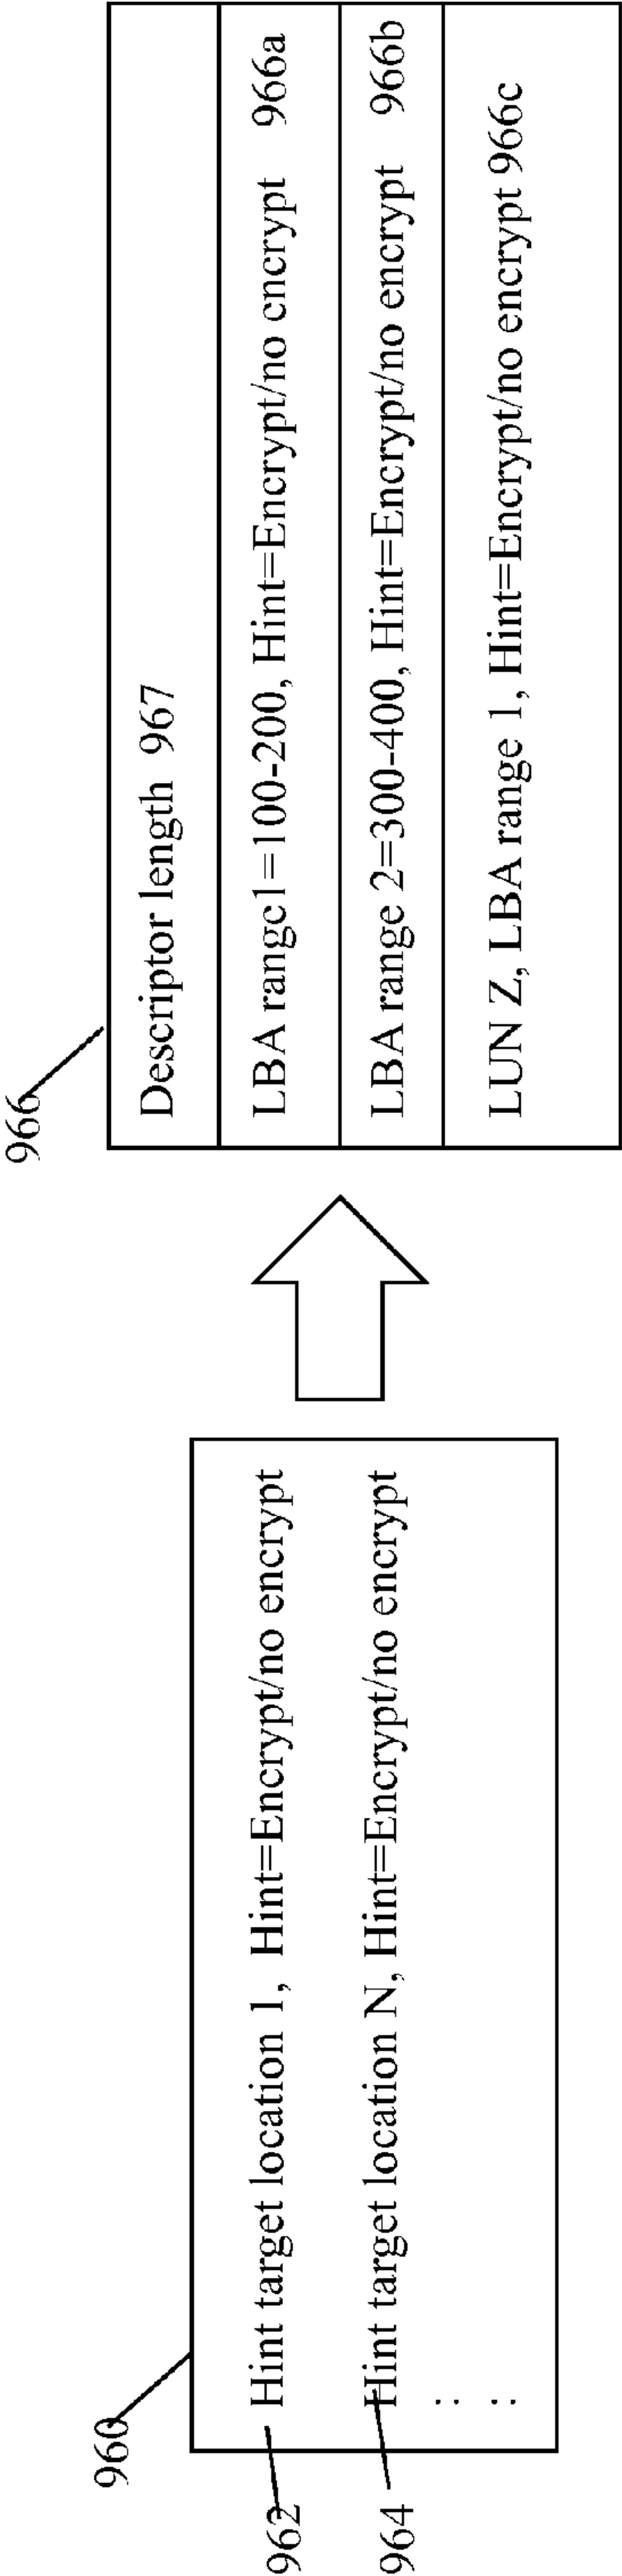 960
962
Hint target location 1, Hint=Encrypt/no encrypt
964
Hint target location N, Hint=Encrypt/no encrypt
:
:
966
Descriptor length 967
LBA range1=100-200, Hint=Encrypt/no encrypt 966a
LBA range 2=300-400, Hint=Encrypt/no encrypt 966b
LUN Z, LBA range 1, Hint=Encrypt/no encrypt 966c